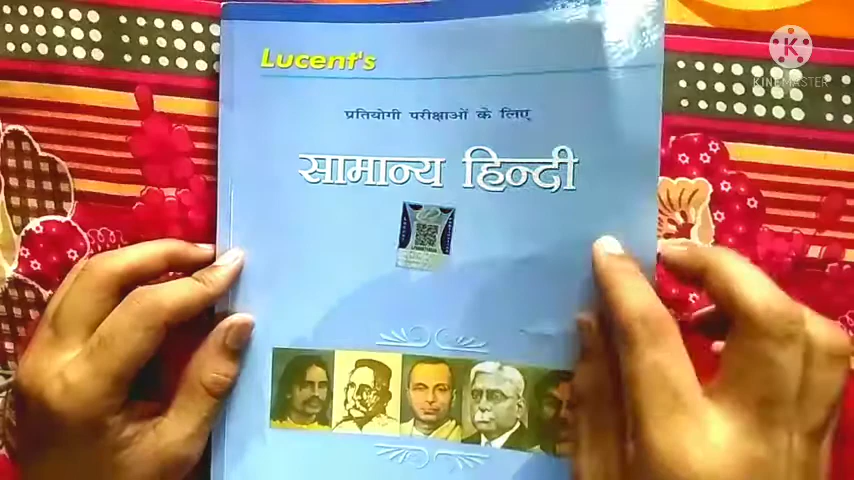 Lucent's
प्रतियोगी परीक्षाओं के लिए
सामान्य हिन्दी
KINEMASTER